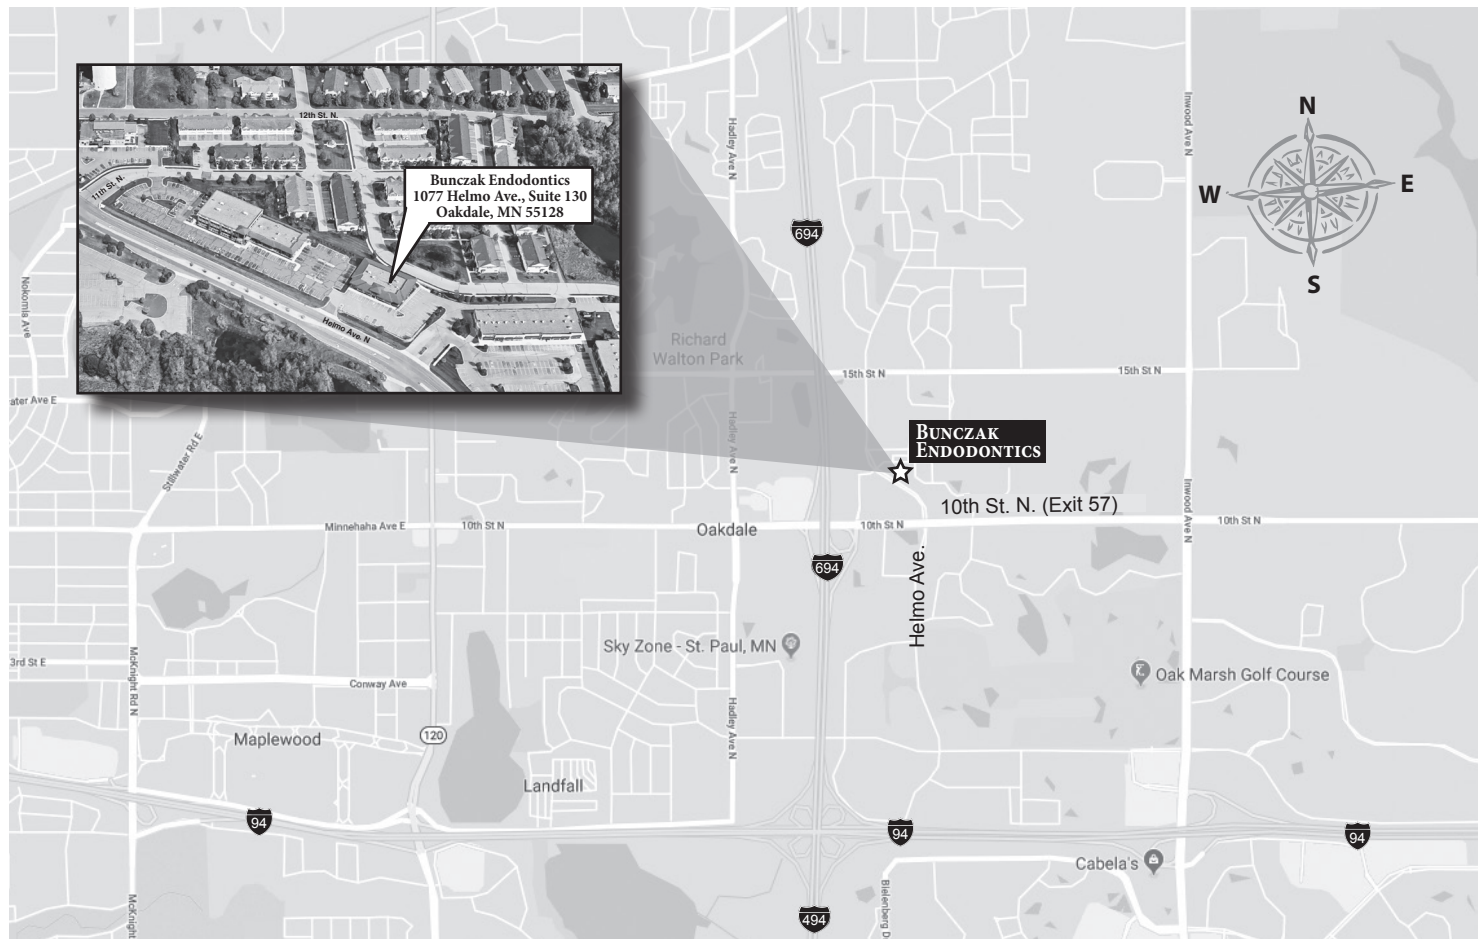 12th St. N.
11th St. N.
Bunczak Endodontics
1077 Helmo Ave., Suite 130
Oakdale, MN 55128
Helmo Ave. N
Hadley Ave N
Inwood Ave N
N
W
E
S
694
Nokomis Ave
Richard
Walton Park
15th St N
15th St N
ater Ave E
Stillwater Rd E
Hadley Ave N
BUNCZAK
ENDODONTICS
10th St. N. (Exit 57)
Minnehaha Ave E
10th St N
Oakdale
10th St N
Inwood Ave N
10th St N
694
Helmo Ave.
Sky Zone - St. Paul, MN
3rd St E
McKnight Rd N
Conway Ave
Oak Marsh Golf Course
Maplewood
120
Hadley Ave N
Landfall
94
94
94
Cabela's
McKnight
Bielenberg D
494